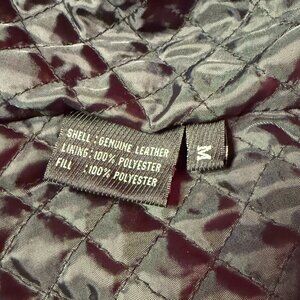 SHELL : GENUINE LEATHER
LINING : 100% POLYESTER
FILL : 100% POLYESTER
M